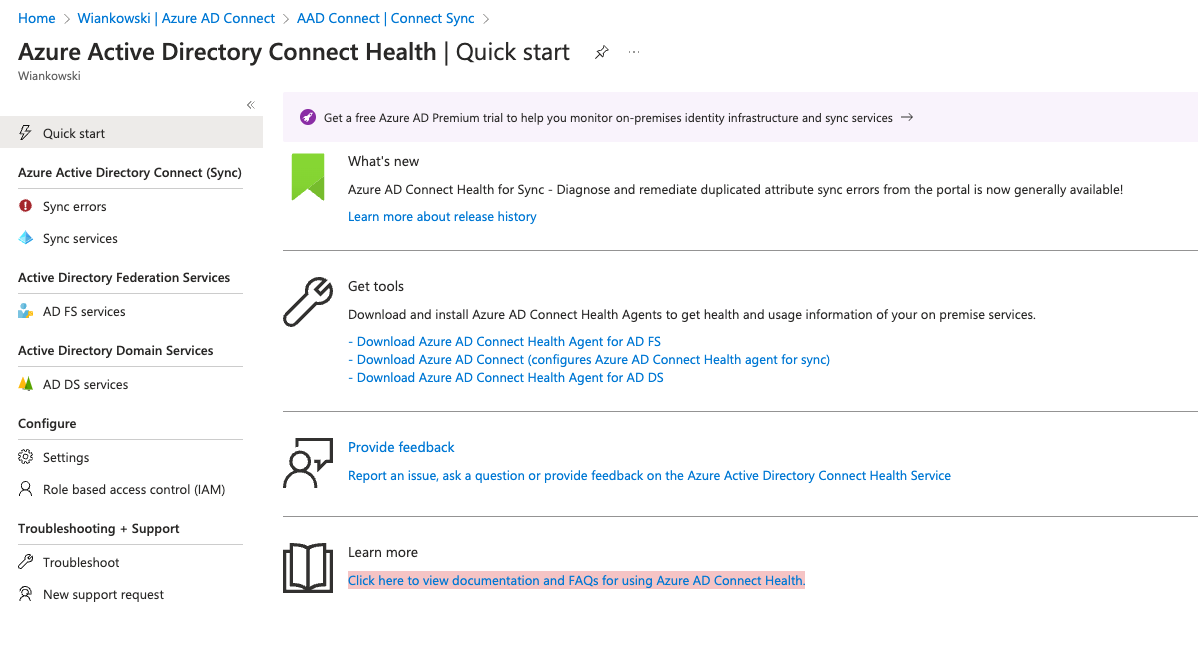 Home > Wiankowski | Azure AD Connect > AAD Connect | Connect Sync >
Azure Active Directory Connect Health | Quick start
Wiankowski
Quick start
Azure Active Directory Connect (Sync)
Sync errors
Sync services
Active Directory Federation Services
AD FS services
Active Directory Domain Services
AD DS services
Configure
Settings
Role based access control (IAM)
Troubleshooting + Support
Troubleshoot
New support request
Get a free Azure AD Premium trial to help you monitor on-premises identity infrastructure and sync services →
What's new
Azure AD Connect Health for Sync - Diagnose and remediate duplicated attribute sync errors from the portal is now generally available!
Learn more about release history
Get tools
Download and install Azure AD Connect Health Agents to get health and usage information of your on premise services.
- Download Azure AD Connect Health Agent for AD FS
- Download Azure AD Connect (configures Azure AD Connect Health agent for sync)
- Download Azure AD Connect Health Agent for AD DS
Provide feedback
Report an issue, ask a question or provide feedback on the Azure Active Directory Connect Health Service
Learn more
Click here to view documentation and FAQs for using Azure AD Connect Health.